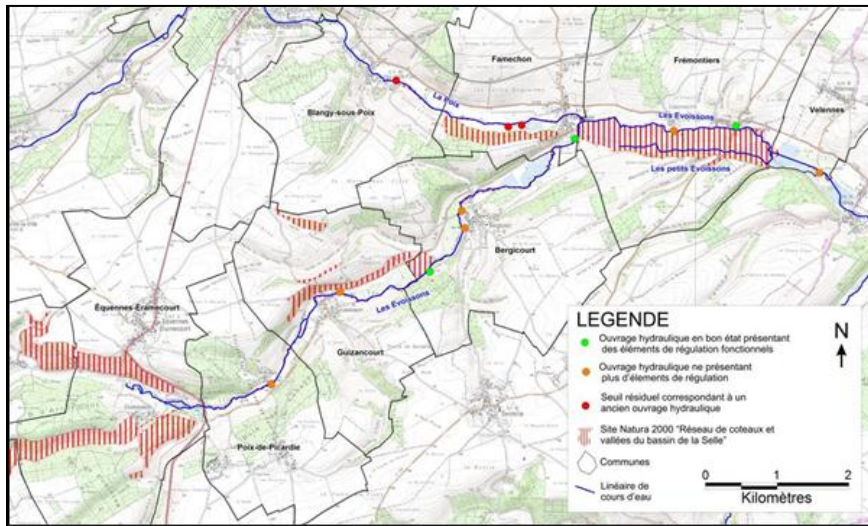 Famechon
Frémontiers
Velennes
La Poix
Blangy-sous-Poix
Les Evoissons
Les petits Evoissons
Bergicourt
Les Evoissons
Équennes-Éramecourt
Guizancourt
Poix-de-Picardie
LEGENDE
Ouvrage hydraulique en bon état présentant
des éléments de régulation fonctionnels
Ouvrage hydraulique ne présentant
plus d'élements de régulation
Seuil résiduel correspondant à un
ancien ouvrage hydraulique
Site Natura 2000 "Réseau de coteaux et
vallées du bassin de la Selle"
Communes
Linéaire de
cours d'eau
N
0 1 2
Kilomètres